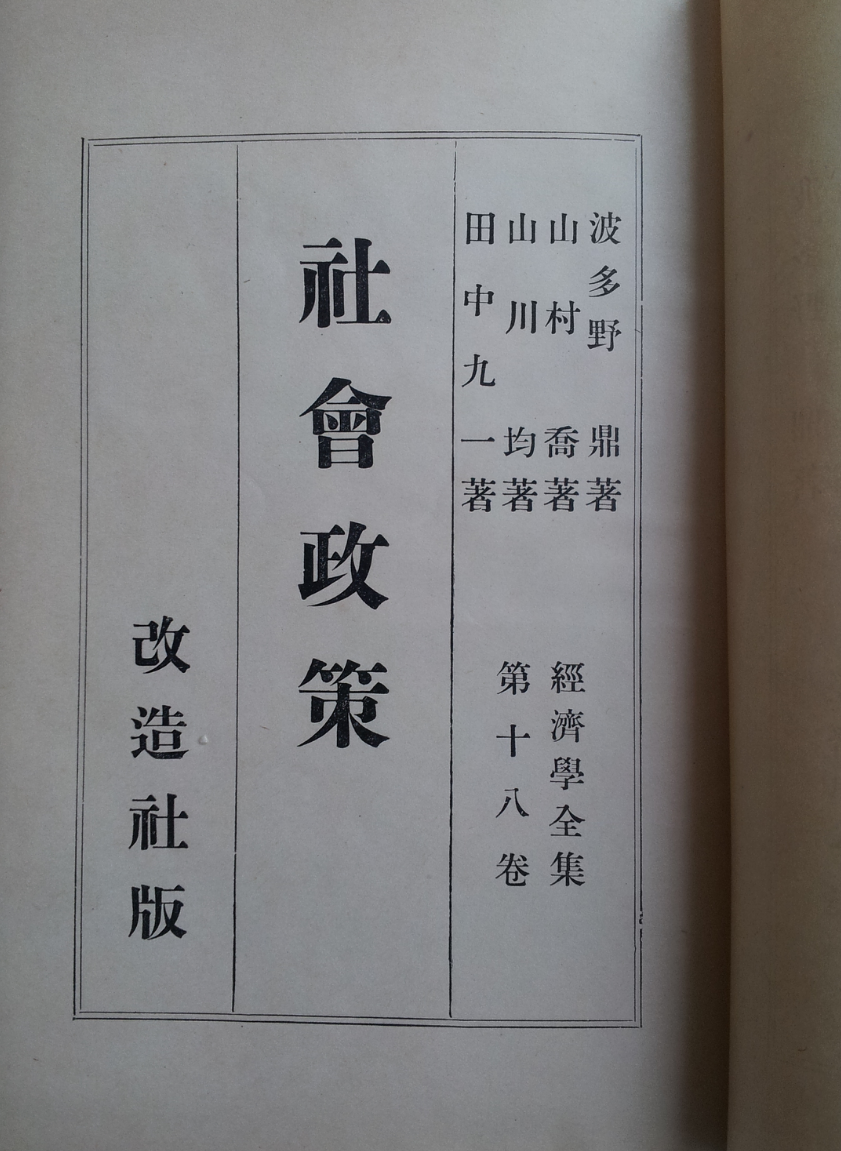 波多野鼎著
山村喬著
山川均著
田中九一著
經濟學全集
第十八卷
社會政策
改造社版